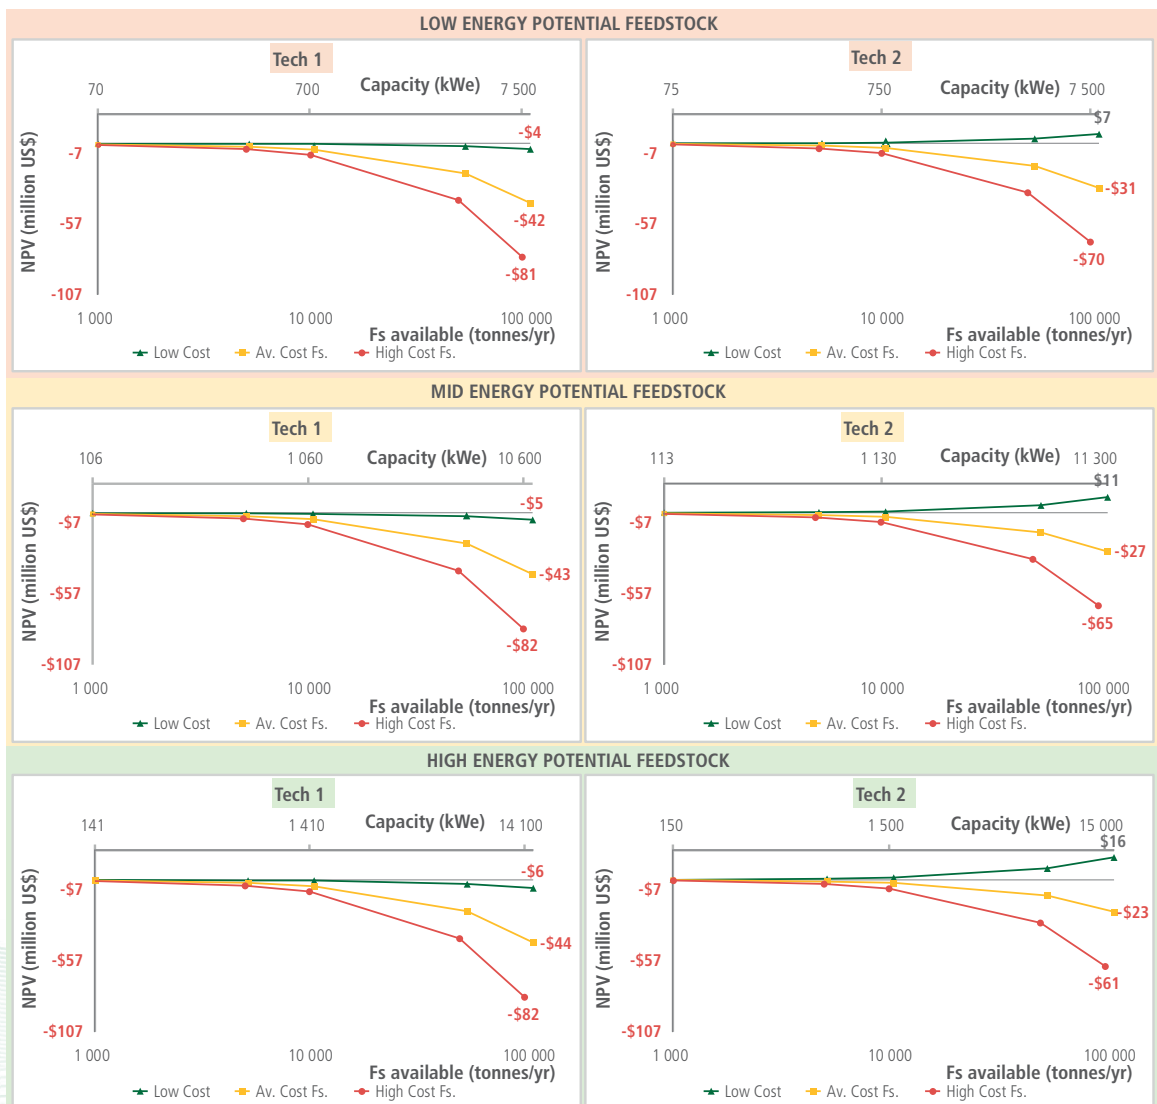 LOW ENERGY POTENTIAL FEEDSTOCK
Tech 1
70 700 Capacity (kWe) 7 500
NPV (million US$)
-7
-57
-107
-$4
-$42
-$81
1 000 10 000 100 000
Fs available (tonnes/yr)
Low Cost Av. Cost Fs. High Cost Fs.
Tech 2
75 750 Capacity (kWe) 7 500
NPV (million US$)
-7
-57
-107
$7
-$31
-$70
1 000 10 000 100 000
Fs available (tonnes/yr)
Low Cost Av. Cost Fs. High Cost Fs.
MID ENERGY POTENTIAL FEEDSTOCK
Tech 1
106 1 060 Capacity (kWe) 10 600
NPV (million US$)
-$7
-$57
-$107
-$5
-$43
-$82
1 000 10 000 100 000
Fs available (tonnes/yr)
Low Cost Av. Cost Fs. High Cost Fs.
Tech 2
113 1 130 Capacity (kWe) 11 300
NPV (million US$)
-$7
-$57
-$107
$11
-$27
-$65
1 000 10 000 100 000
Fs available (tonnes/yr)
Low Cost Av. Cost Fs. High Cost Fs.
HIGH ENERGY POTENTIAL FEEDSTOCK
Tech 1
141 1 410 Capacity (kWe) 14 100
NPV (million US$)
-$7
-$57
-$107
-$6
-$44
-$82
1 000 10 000 100 000
Fs available (tonnes/yr)
Low Cost Av. Cost Fs. High Cost Fs.
Tech 2
150 1 500 Capacity (kWe) 15 000
NPV (million US$)
-$7
-$57
-$107
$16
-$23
-$61
1 000 10 000 100 000
Fs available (tonnes/yr)
Low Cost Av. Cost Fs. High Cost Fs.